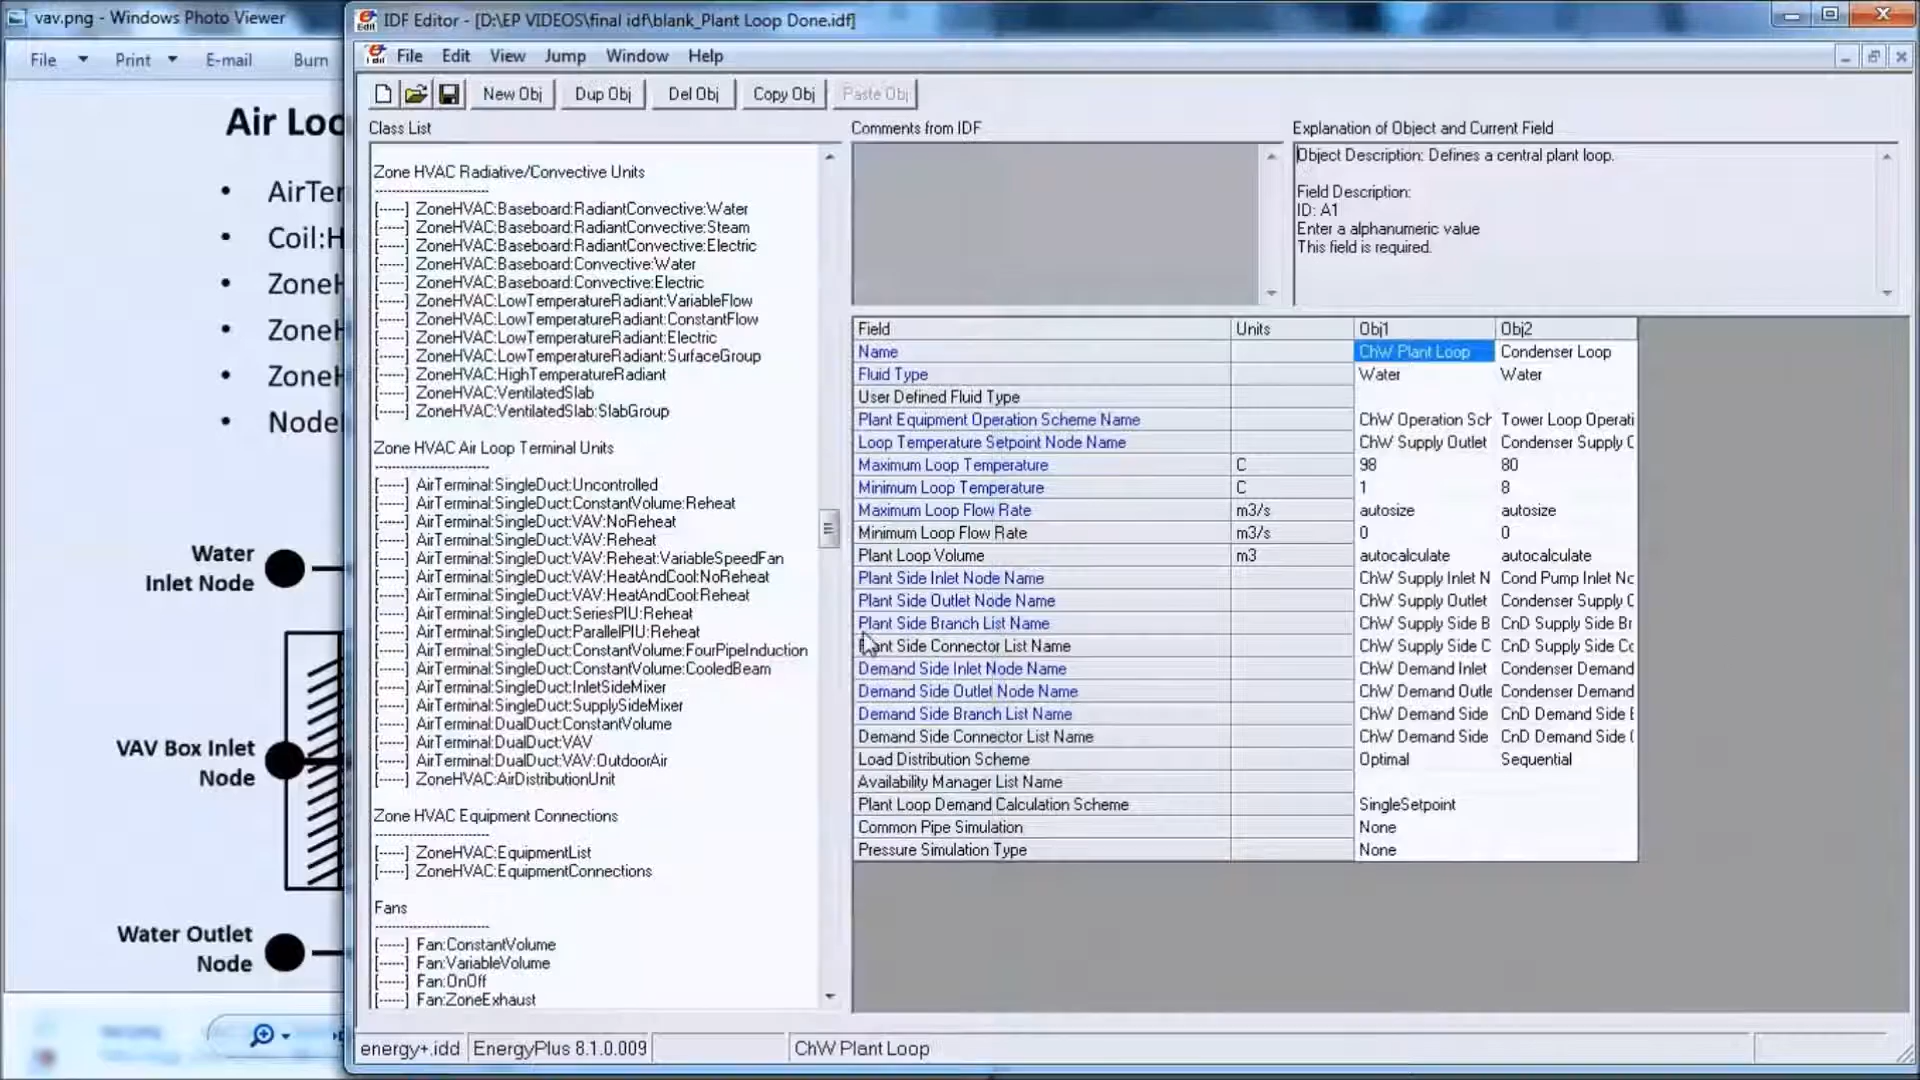 vav.png - Windows Photo Viewer
File
Print
E-mail
Burn
Air Loo
• AirTer
• Coil:H
• ZoneH
• ZoneH
• ZoneH
• Node
Water
Inlet Node
VAV Box Inlet
Node
Water Outlet
Node
IDF Editor - [D:\EP VIDEOS\final idf\blank_Plant Loop Done.idf]
File Edit View Jump Window Help
New Obj Dup Obj Del Obj Copy Obj Paste Obj
Class List
Zone HVAC Radiative/Convective Units
-------------------------
[------] ZoneHVAC:Baseboard:RadiantConvective:Water
[------] ZoneHVAC:Baseboard:RadiantConvective:Steam
[------] ZoneHVAC:Baseboard:RadiantConvective:Electric
[------] ZoneHVAC:Baseboard:Convective:Water
[------] ZoneHVAC:Baseboard:Convective:Electric
[------] ZoneHVAC:LowTemperatureRadiant:VariableFlow
[------] ZoneHVAC:LowTemperatureRadiant:ConstantFlow
[------] ZoneHVAC:LowTemperatureRadiant:Electric
[------] ZoneHVAC:LowTemperatureRadiant:SurfaceGroup
[------] ZoneHVAC:HighTemperatureRadiant
[------] ZoneHVAC:VentilatedSlab
[------] ZoneHVAC:VentilatedSlab:SlabGroup
Zone HVAC Air Loop Terminal Units
-------------------------
[------] AirTerminal:SingleDuct:Uncontrolled
[------] AirTerminal:SingleDuct:ConstantVolume:Reheat
[------] AirTerminal:SingleDuct:VAV:NoReheat
[------] AirTerminal:SingleDuct:VAV:Reheat
[------] AirTerminal:SingleDuct:VAV:Reheat:VariableSpeedFan
[------] AirTerminal:SingleDuct:VAV:HeatAndCool:NoReheat
[------] AirTerminal:SingleDuct:VAV:HeatAndCool:Reheat
[------] AirTerminal:SingleDuct:SeriesPIU:Reheat
[------] AirTerminal:SingleDuct:ParallelPIU:Reheat
[------] AirTerminal:SingleDuct:ConstantVolume:FourPipeInduction
[------] AirTerminal:SingleDuct:ConstantVolume:CooledBeam
[------] AirTerminal:SingleDuct:InletSideMixer
[------] AirTerminal:SingleDuct:SupplySideMixer
[------] AirTerminal:DualDuct:ConstantVolume
[------] AirTerminal:DualDuct:VAV
[------] AirTerminal:DualDuct:VAV:OutdoorAir
[------] ZoneHVAC:AirDistributionUnit
Zone HVAC Equipment Connections
-------------------------
[------] ZoneHVAC:EquipmentList
[------] ZoneHVAC:EquipmentConnections
Fans
-------------------------
[------] Fan:ConstantVolume
[------] Fan:VariableVolume
[------] Fan:OnOff
[------] Fan:ZoneExhaust
Comments from IDF
Explanation of Object and Current Field
Object Description: Defines a central plant loop.
Field Description:
ID: A1
Enter a alphanumeric value
This field is required.
Field Units Obj1 Obj2
Name ChW Plant Loop Condenser Loop
Fluid Type Water Water
User Defined Fluid Type
Plant Equipment Operation Scheme Name ChW Operation Sch Tower Loop Operati
Loop Temperature Setpoint Node Name ChW Supply Outlet Condenser Supply C
Maximum Loop Temperature C 98 80
Minimum Loop Temperature C 1 8
Maximum Loop Flow Rate m3/s autosize autosize
Minimum Loop Flow Rate m3/s 0 0
Plant Loop Volume m3 autocalculate autocalculate
Plant Side Inlet Node Name ChW Supply Inlet N Cond Pump Inlet Nc
Plant Side Outlet Node Name ChW Supply Outlet Condenser Supply C
Plant Side Branch List Name ChW Supply Side B CnD Supply Side Br
Plant Side Connector List Name ChW Supply Side C CnD Supply Side Cc
Demand Side Inlet Node Name ChW Demand Inlet Condenser Demand
Demand Side Outlet Node Name ChW Demand Outle Condenser Demand
Demand Side Branch List Name ChW Demand Side CnD Demand Side E
Demand Side Connector List Name ChW Demand Side CnD Demand Side (
Load Distribution Scheme Optimal Sequential
Availability Manager List Name
Plant Loop Demand Calculation Scheme SingleSetpoint
Common Pipe Simulation None
Pressure Simulation Type None
energy+.idd EnergyPlus 8.1.0.009 ChW Plant Loop